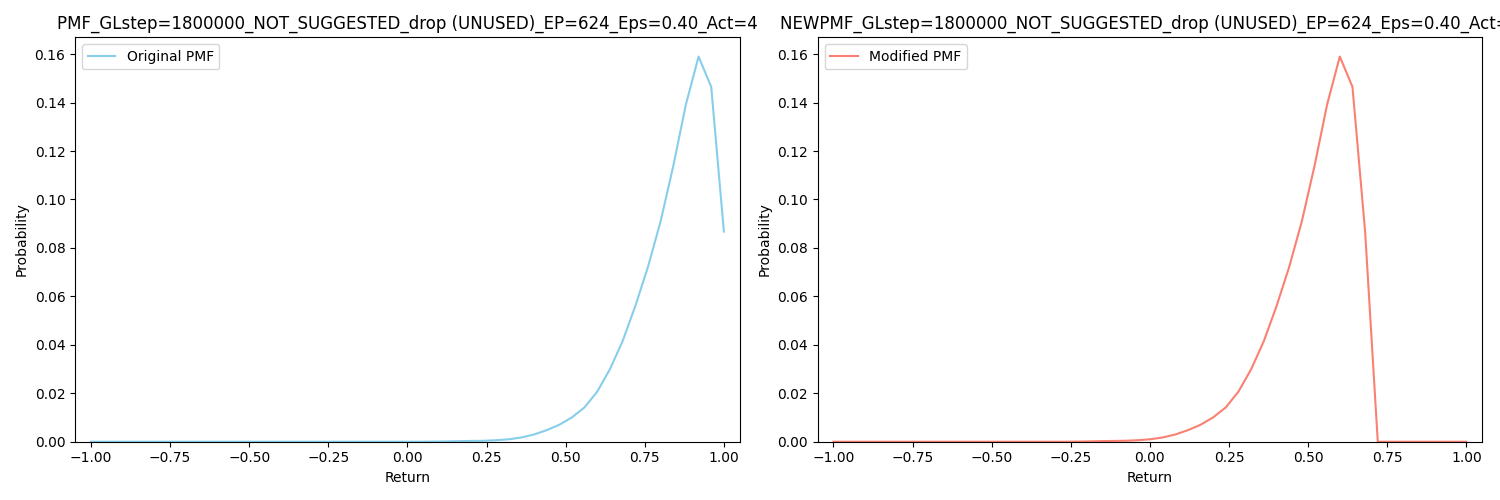 PMF_GLstep=1800000_NOT_SUGGESTED_drop (UNUSED)_EP=624_Eps=0.40_Act=4
Original PMF
0.16
0.14
0.12
0.10
0.08
0.06
0.04
0.02
0.00
Probability
−1.00 −0.75 −0.50 −0.25 0.00 0.25 0.50 0.75 1.00
Return
NEWPMF_GLstep=1800000_NOT_SUGGESTED_drop (UNUSED)_EP=624_Eps=0.40_Act=
Modified PMF
0.16
0.14
0.12
0.10
0.08
0.06
0.04
0.02
0.00
Probability
−1.00 −0.75 −0.50 −0.25 0.00 0.25 0.50 0.75 1.00
Return